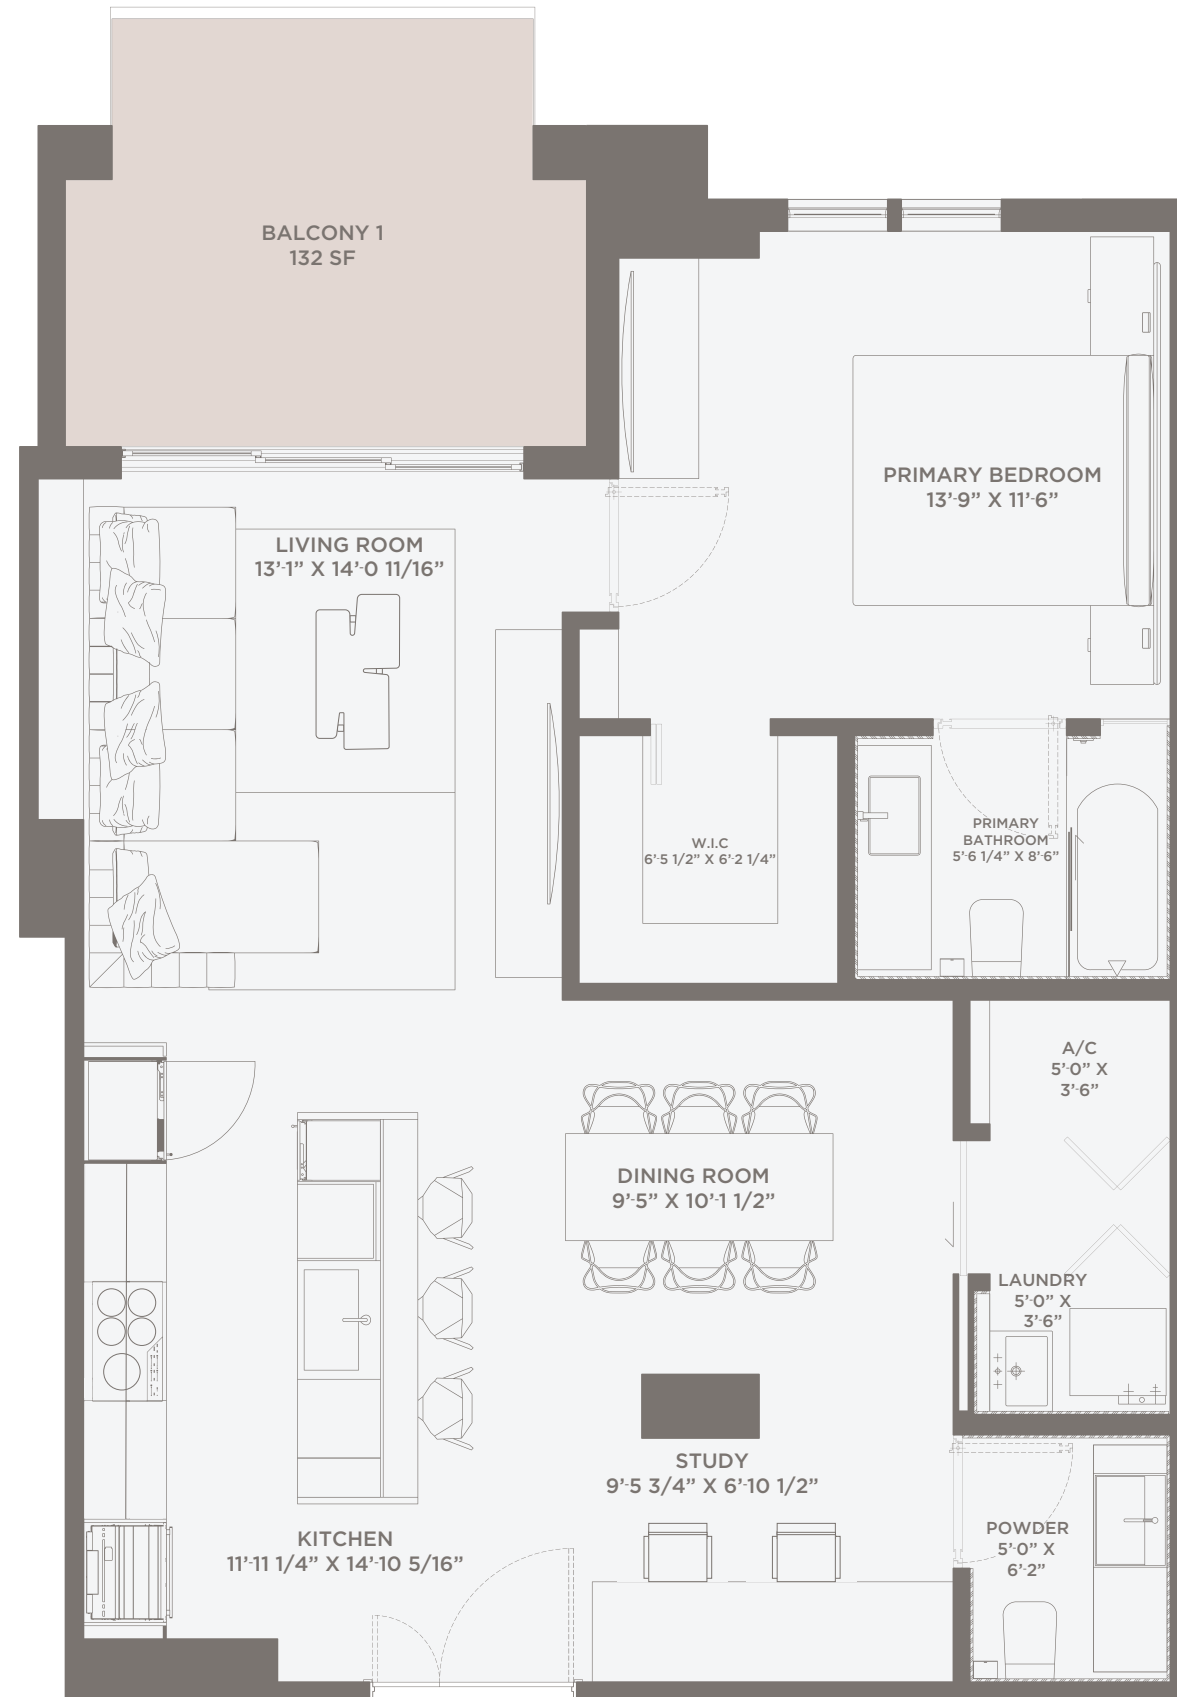 BALCONY 1
132 SF
PRIMARY BEDROOM
13’-9” X 11’-6”
LIVING ROOM
13’-1” X 14’-0 11/16”
PRIMARY
BATHROOM
5’-6 1/4” X 8’-6”
W.I.C
6’-5 1/2” X 6’-2 1/4”
A/C
5’-0” X
3’-6”
DINING ROOM
9’-5” X 10’-1 1/2”
LAUNDRY
5’-0” X
3’-6”
STUDY
9’-5 3/4” X 6’-10 1/2”
KITCHEN
11’-11 1/4” X 14’-10 5/16”
POWDER
5’-0” X
6’-2”